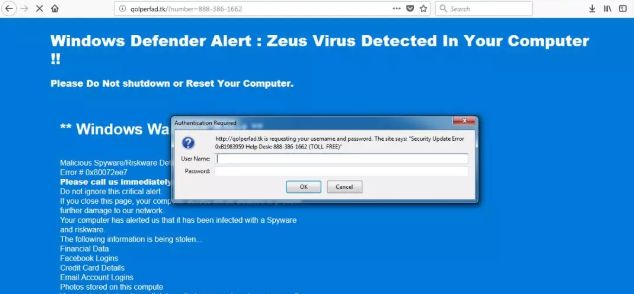 qolperfad.tk/?number=888-386-1662
Search
Windows Defender Alert : Zeus Virus Detected In Your Computer
!!
Please Do Not shutdown or Reset Your Computer.
** Windows Wa
Authentication Required
http://qolperfad.tk is requesting your username and password. The site says: "Security Update Error
0xB1983959 Help Desk: 888-386-1662 (TOLL FREE)"
User Name:
Password:
OK
Cancel
Malicious Spyware/Riskware Det
Error # 0x80072ee7
Please call us immediately
Do not ignore this critical alert.
If you close this page, your compu
further damage to our network.
Your computer has alerted us that it has been infected with a Spyware
and riskware.
The following information is being stolen...
Financial Data
Facebook Logins
Credit Card Details
Email Account Logins
Photos stored on this compute